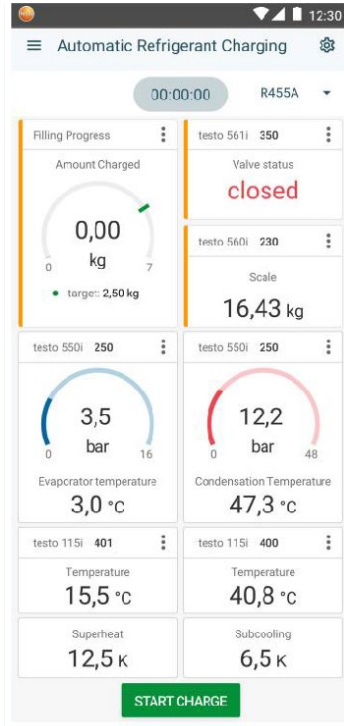 12:30
Automatic Refrigerant Charging
00:00:00 R455A
Filling Progress
Amount Charged
0,00
kg
0 7
target: 2,50 kg
testo 561i 350
Valve status
closed
testo 560i 230
Scale
16,43 kg
testo 550i 250
3,5
bar
0 16
Evaporator temperature
3,0 °C
testo 550i 250
12,2
bar
0 48
Condensation Temperature
47,3 °C
testo 115i 401
Temperature
15,5 °C
testo 115i 400
Temperature
40,8 °C
Superheat
12,5 K
Subcooling
6,5 K
START CHARGE